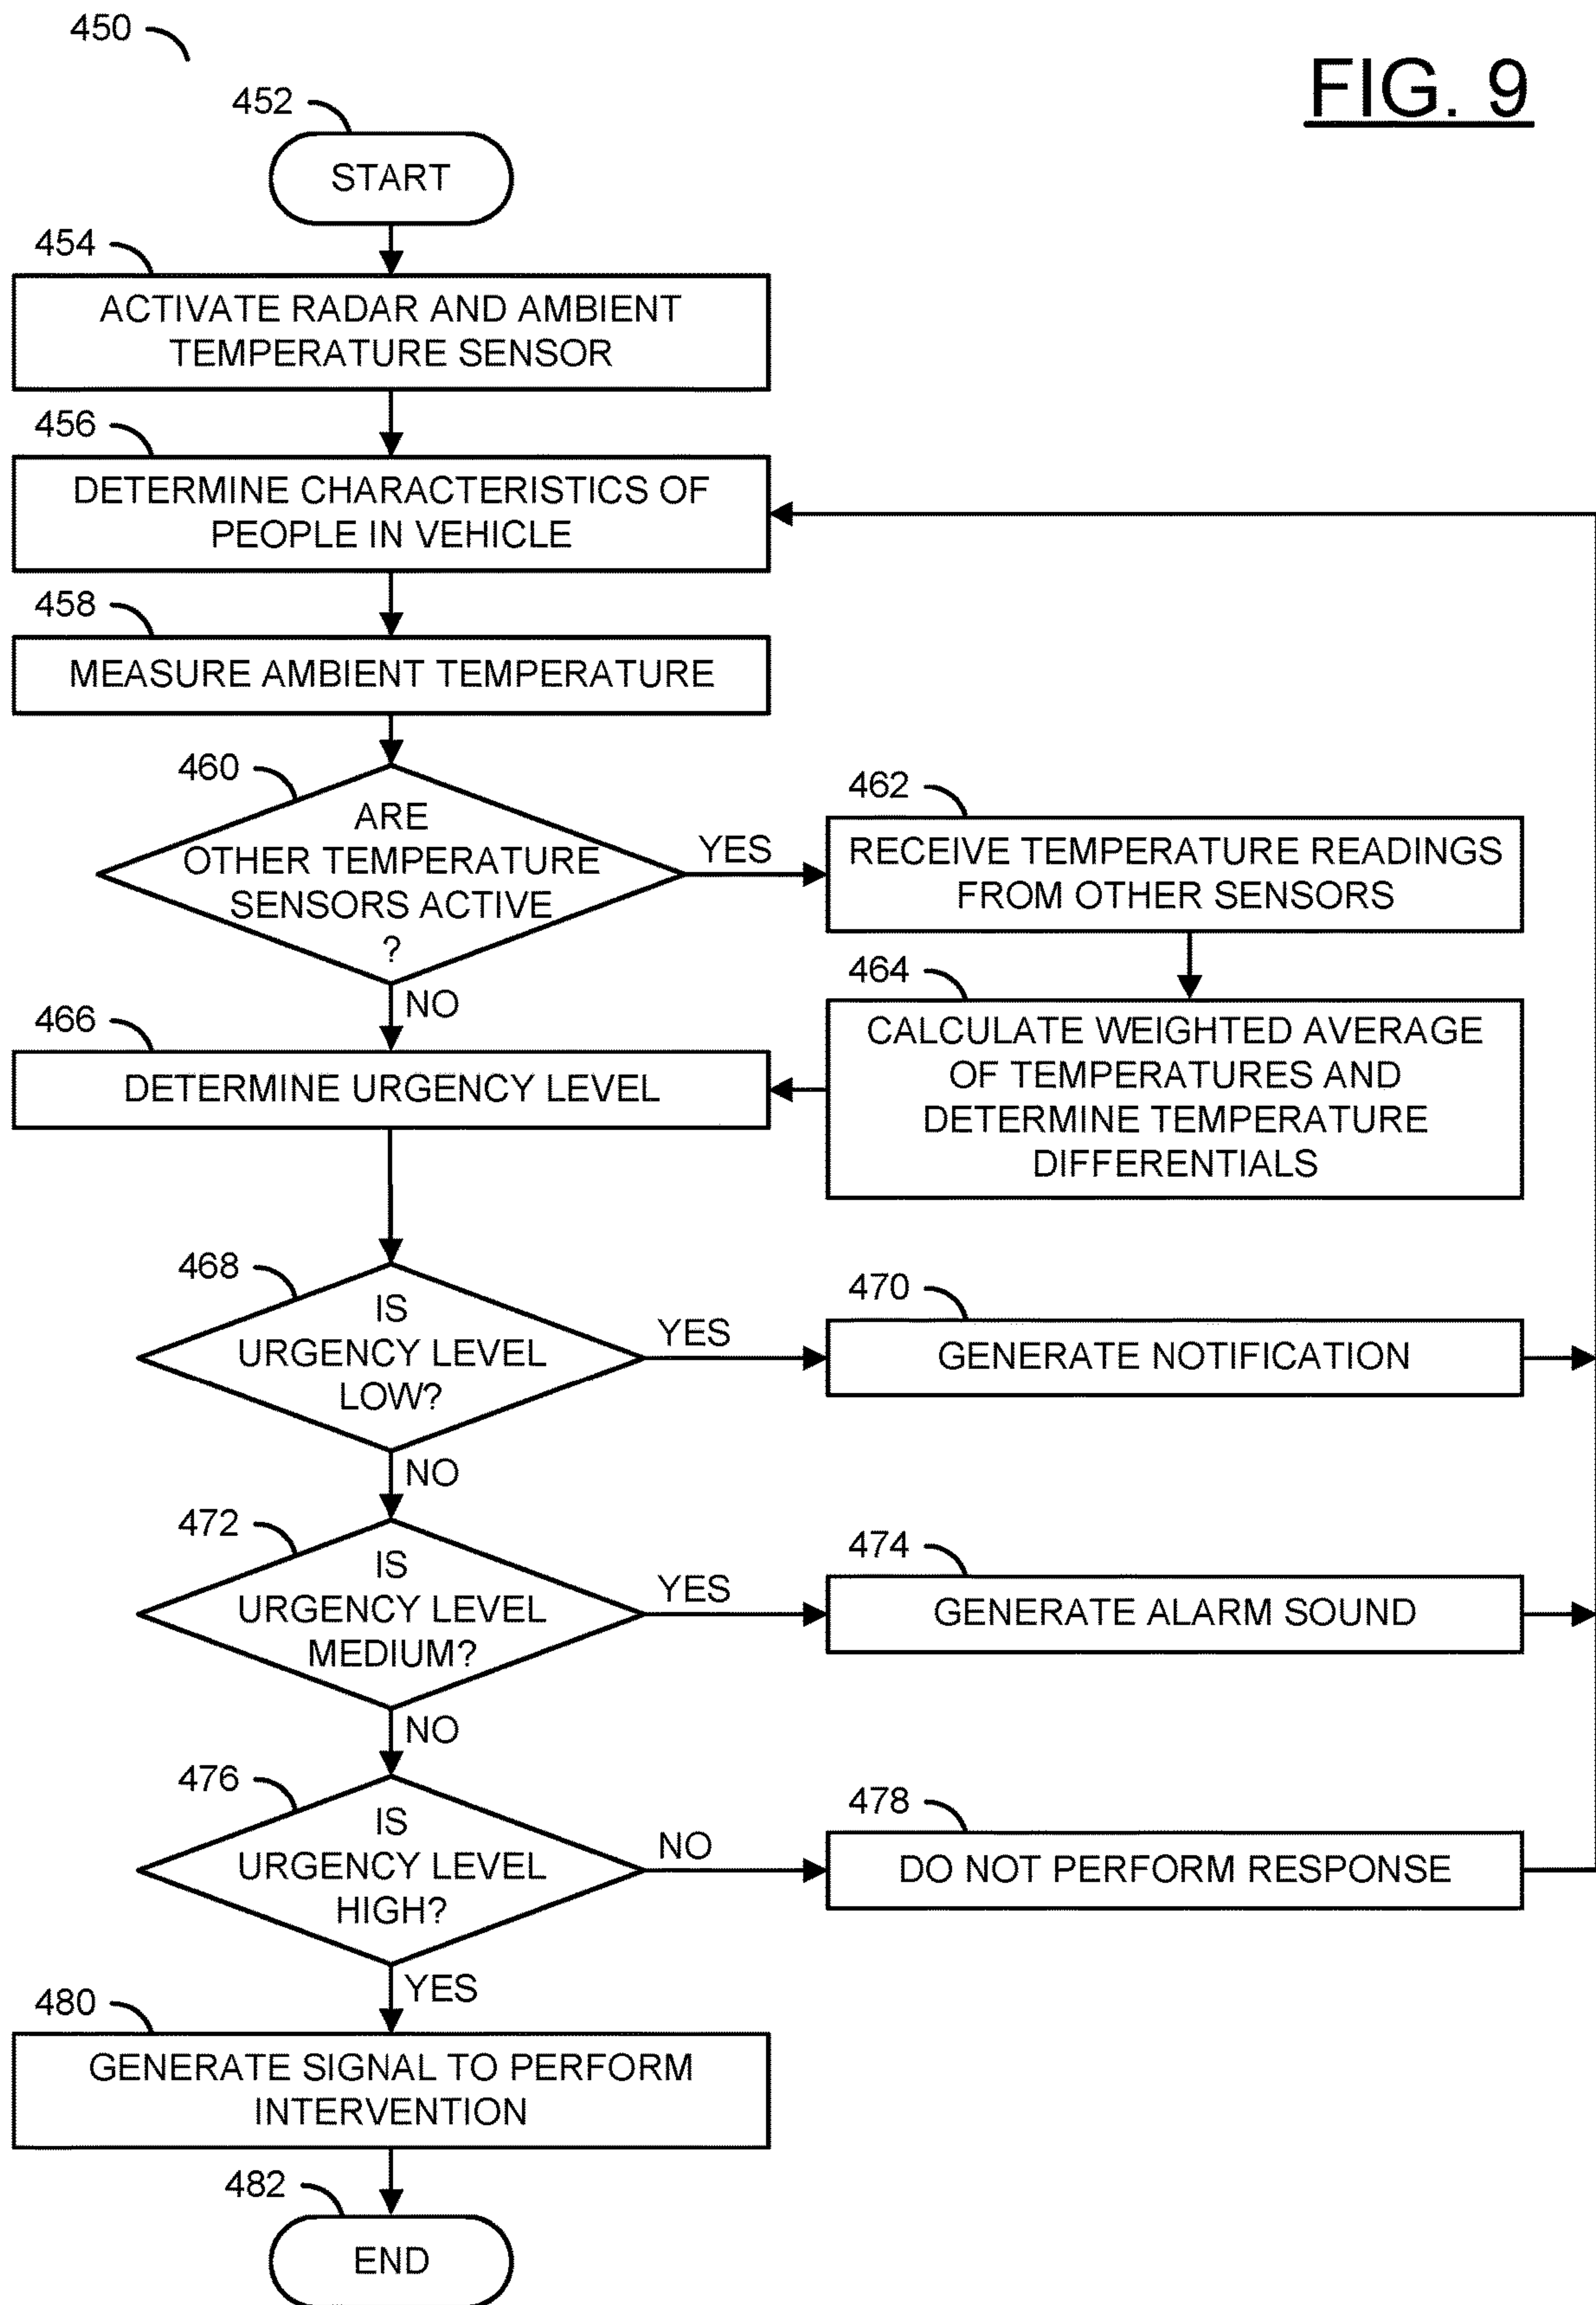 450
FIG. 9
452
START
454
ACTIVATE RADAR AND AMBIENT
TEMPERATURE SENSOR
456
DETERMINE CHARACTERISTICS OF
PEOPLE IN VEHICLE
458
MEASURE AMBIENT TEMPERATURE
460
ARE
OTHER TEMPERATURE
SENSORS ACTIVE
?
YES
462
RECEIVE TEMPERATURE READINGS
FROM OTHER SENSORS
NO
464
CALCULATE WEIGHTED AVERAGE
OF TEMPERATURES AND
DETERMINE TEMPERATURE
DIFFERENTIALS
466
DETERMINE URGENCY LEVEL
468
IS
URGENCY LEVEL
LOW?
YES
470
GENERATE NOTIFICATION
NO
472
IS
URGENCY LEVEL
MEDIUM?
YES
474
GENERATE ALARM SOUND
NO
476
IS
URGENCY LEVEL
HIGH?
NO
478
DO NOT PERFORM RESPONSE
YES
480
GENERATE SIGNAL TO PERFORM
INTERVENTION
482
END